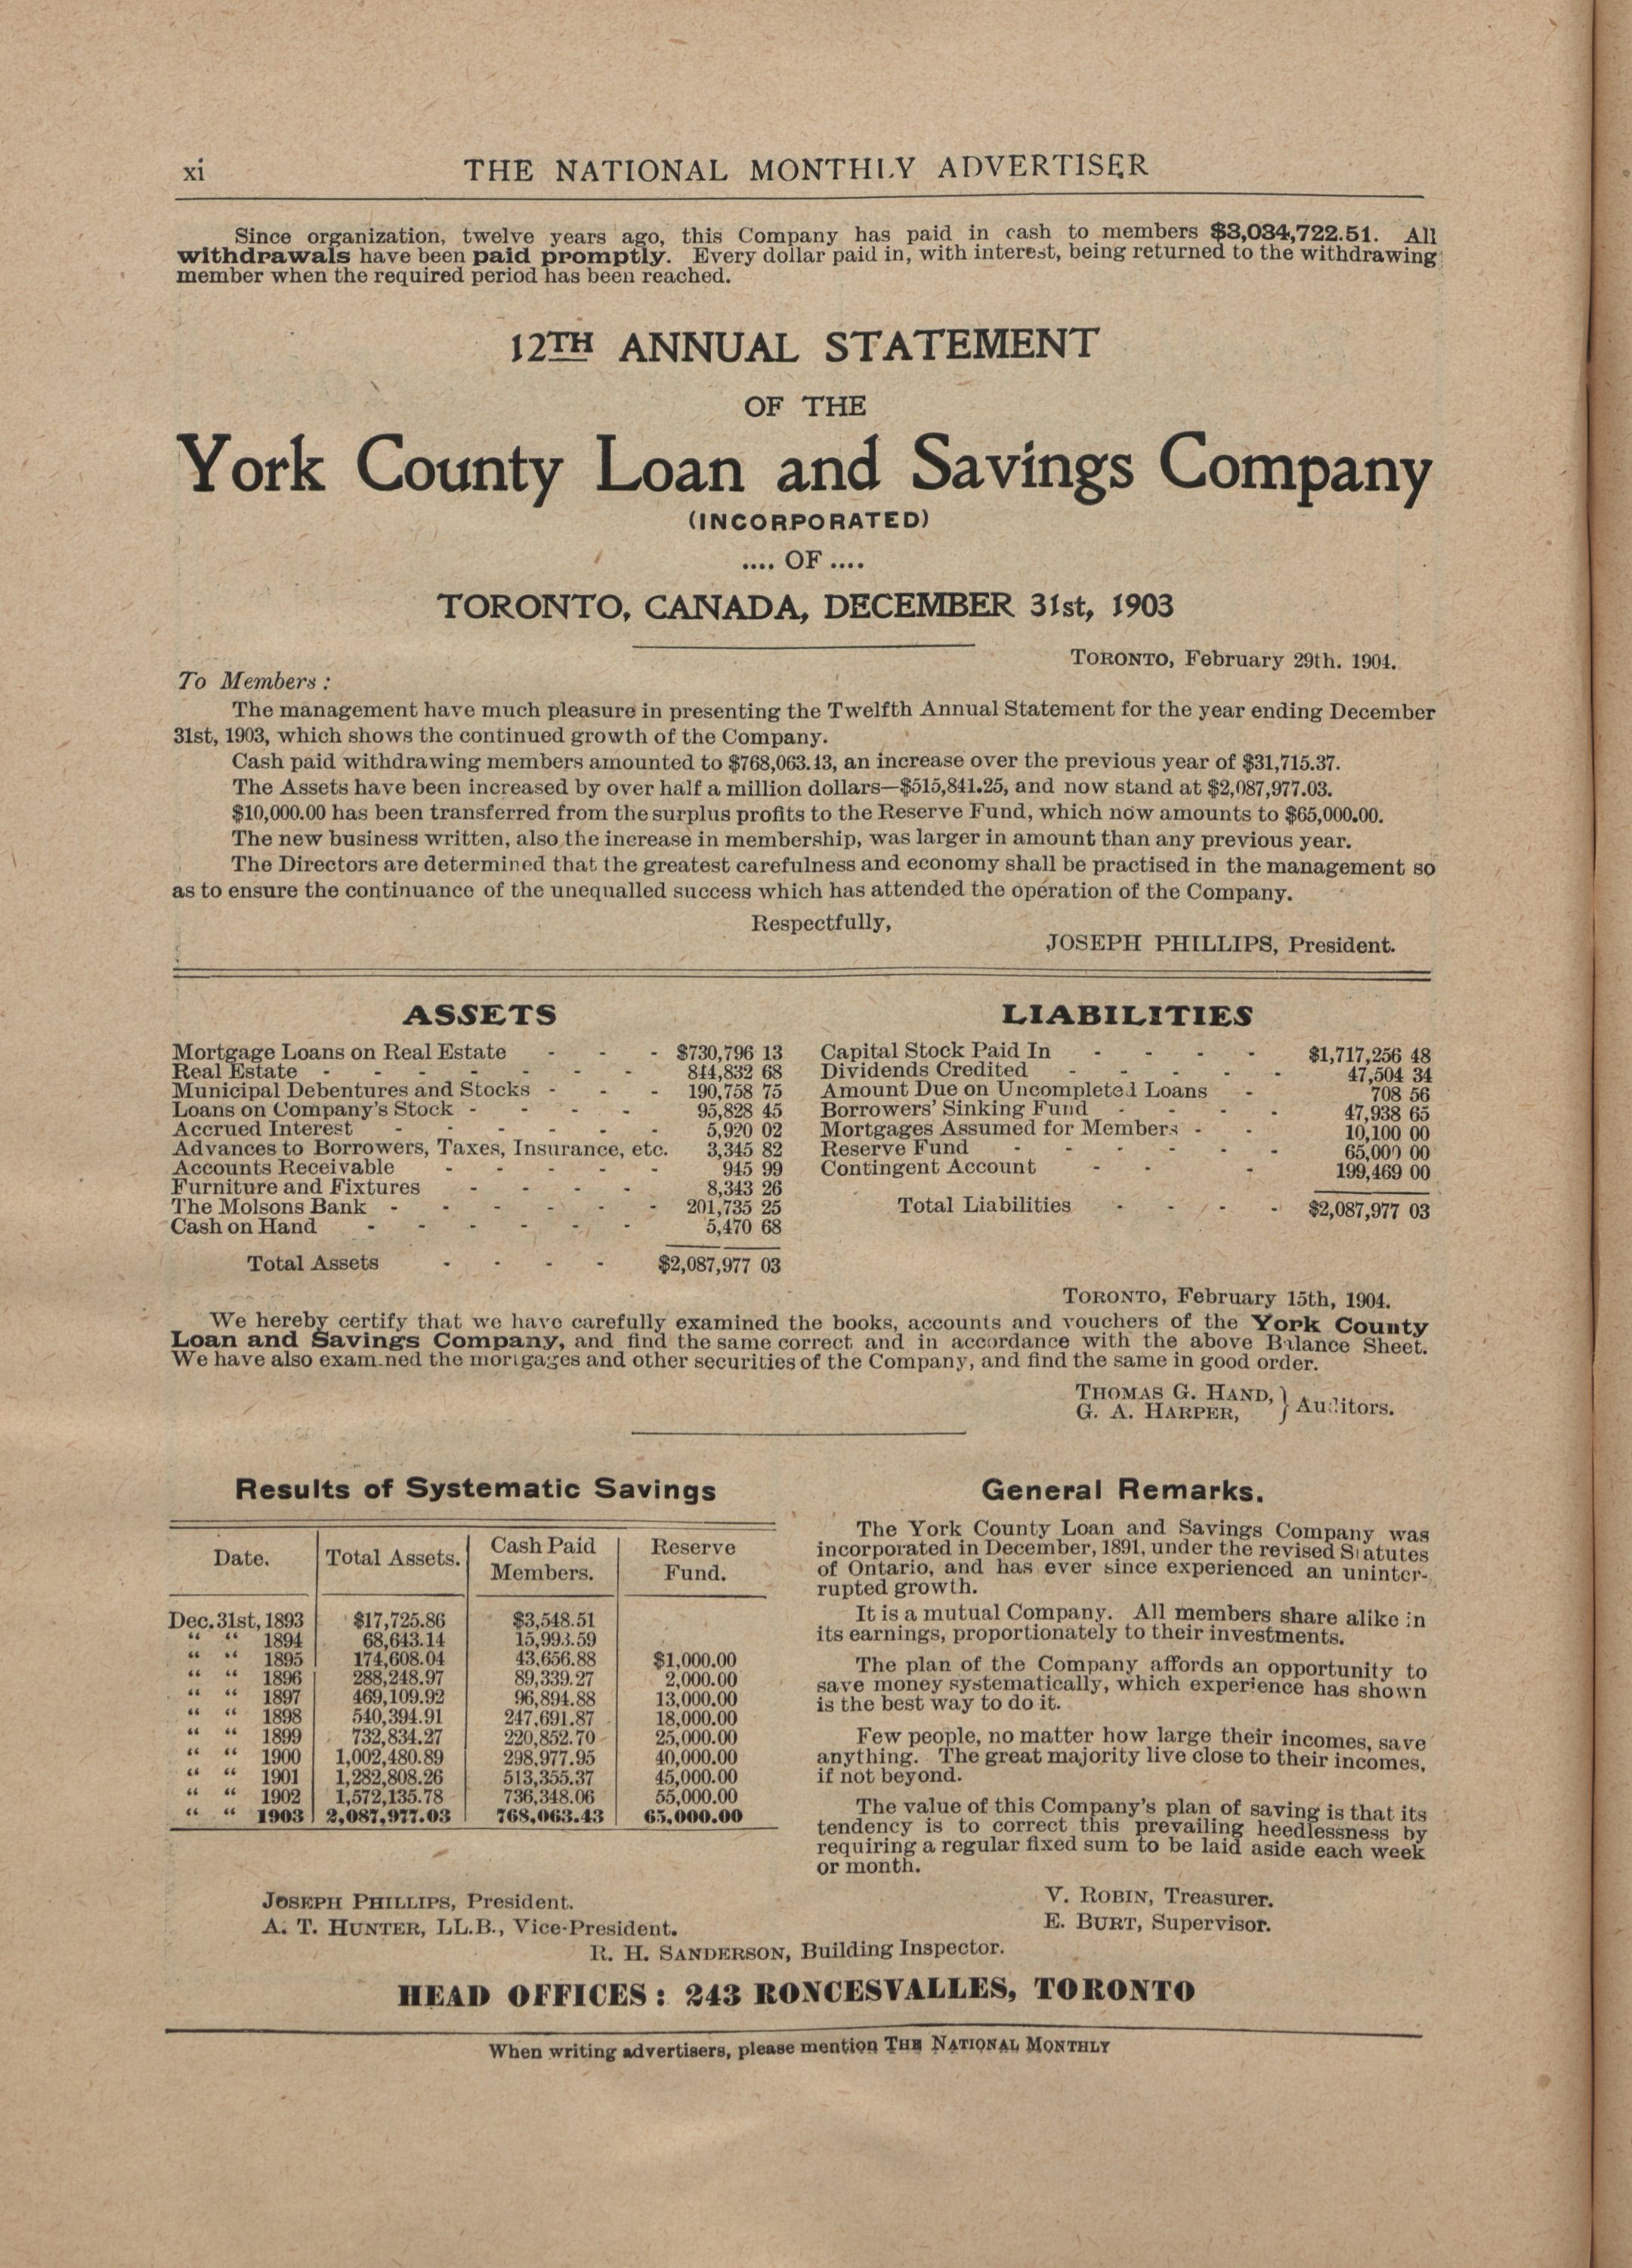 xi THE NATIONAL MONTHLY ADVERTISER
Since organization, twelve years ago, this Company has paid in cash to members $3,034,722.51. All
withdrawals have been paid promptly. Every dollar paid in, with interest, being returned to the withdrawing
member when the required period has been reached.
12TH ANNUAL STATEMENT
OF THE
York County Loan and Savings Company
(INCORPORATED)
.... OF ....
TORONTO, CANADA, DECEMBER 31st, 1903
TORONTO, February 29th. 1904.
To Members :
The management have much pleasure in presenting the Twelfth Annual Statement for the year ending December
31st, 1903, which shows the continued growth of the Company.
Cash paid withdrawing members amounted to $768,063.43, an increase over the previous year of $31,715.37.
The Assets have been increased by over half a million dollars—$515,841.25, and now stand at $2,087,977.03.
$10,000.00 has been transferred from the surplus profits to the Reserve Fund, which now amounts to $65,000.00.
The new business written, also the increase in membership, was larger in amount than any previous year.
The Directors are determined that the greatest carefulness and economy shall be practised in the management so
as to ensure the continuance of the unequalled success which has attended the operation of the Company.
Respectfully,
JOSEPH PHILLIPS, President.
ASSETS
Mortgage Loans on Real Estate - - - $730,796 13
Real Estate - - - - - - - 844,832 68
Municipal Debentures and Stocks - - - 190,758 75
Loans on Company's Stock - - - - 95,828 45
Accrued Interest - - - - - - 5,920 02
Advances to Borrowers, Taxes, Insurance, etc. 3,345 82
Accounts Receivable - - - - - 945 99
Furniture and Fixtures - - - - 8,343 26
The Molsons Bank - - - - - - 201,735 25
Cash on Hand - - - - - - 5,470 68
Total Assets - - - - $2,087,977 03
LIABILITIES
Capital Stock Paid In - - - - $1,717,256 48
Dividends Credited - - - - - 47,504 34
Amount Due on Uncompleted Loans - 708 56
Borrowers' Sinking Fund - - - - 47,938 65
Mortgages Assumed for Members - - 10,100 00
Reserve Fund - - - - - - 65,000 00
Contingent Account - - - 199,469 00
Total Liabilities - - - - $2,087,977 03
TORONTO, February 15th, 1904.
We hereby certify that we have carefully examined the books, accounts and vouchers of the York County
Loan and Savings Company, and find the same correct and in accordance with the above Balance Sheet.
We have also examined the mortgages and other securities of the Company, and find the same in good order.
THOMAS G. HAND,
G. A. HARPER, } Auditors.
Results of Systematic Savings
Date. Total Assets. Cash Paid Members. Reserve Fund.
Dec. 31st, 1893 $17,725.86 $3,548.51
“ “ 1894 68,643.14 15,993.59
“ “ 1895 174,608.04 43,656.88 $1,000.00
“ “ 1896 288,248.97 89,339.27 2,000.00
“ “ 1897 469,109.92 96,894.88 13,000.00
“ “ 1898 540,394.91 247,691.87 18,000.00
“ “ 1899 732,834.27 220,852.70 25,000.00
“ “ 1900 1,002,480.89 298,977.95 40,000.00
“ “ 1901 1,282,808.26 513,355.37 45,000.00
“ “ 1902 1,572,135.78 736,348.06 55,000.00
“ “ 1903 2,087,977.03 768,063.43 65,000.00
General Remarks.
The York County Loan and Savings Company was
incorporated in December, 1891, under the revised Statutes
of Ontario, and has ever since experienced an uninter-
rupted growth.
It is a mutual Company. All members share alike in
its earnings, proportionately to their investments.
The plan of the Company affords an opportunity to
save money systematically, which experience has shown
is the best way to do it.
Few people, no matter how large their incomes, save
anything. The great majority live close to their incomes,
if not beyond.
The value of this Company's plan of saving is that its
tendency is to correct this prevailing heedlessness by
requiring a regular fixed sum to be laid aside each week
or month.
JOSEPH PHILLIPS, President.
A. T. HUNTER, LL.B., Vice-President.
V. ROBIN, Treasurer.
E. BURT, Supervisor.
R. H. SANDERSON, Building Inspector.
HEAD OFFICES : 243 RONCESVALLES, TORONTO
When writing advertisers, please mention THE NATIONAL MONTHLY